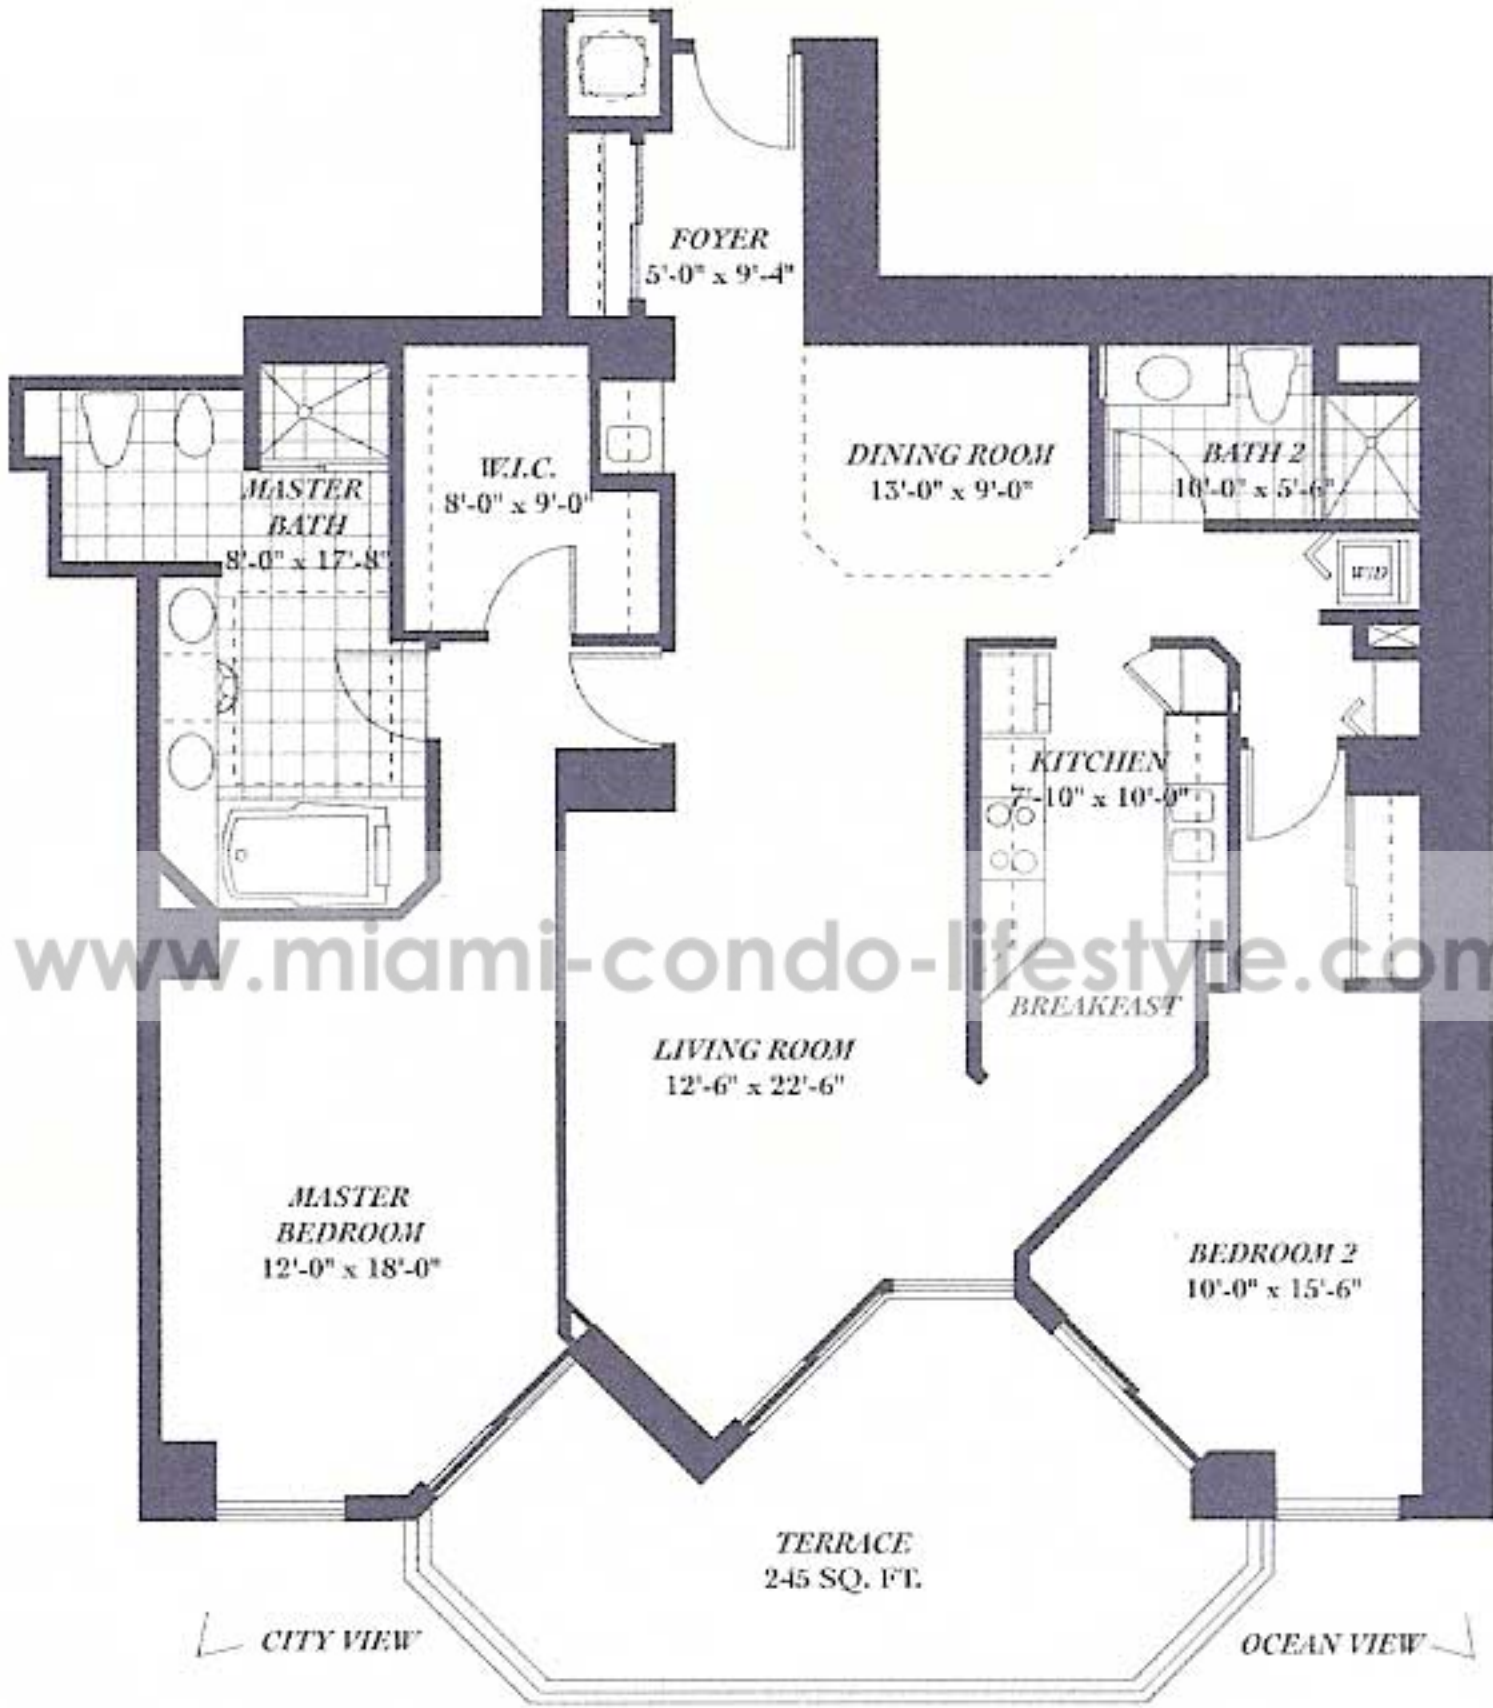 FOYER
5'-0" x 9'-4"
DINING ROOM
13'-0" x 9'-0"
BATH 2
10'-0" x 5'-6"
W.I.C.
8'-0" x 9'-0"
MASTER
BATH
8'-0" x 17'-8"
W/D
KITCHEN
7'-10" x 10'-0"
www.miami-condo-lifestyle.com
BREAKFAST
LIVING ROOM
12'-6" x 22'-6"
MASTER
BEDROOM
12'-0" x 18'-0"
BEDROOM 2
10'-0" x 15'-6"
TERRACE
245 SQ. FT.
CITY VIEW
OCEAN VIEW